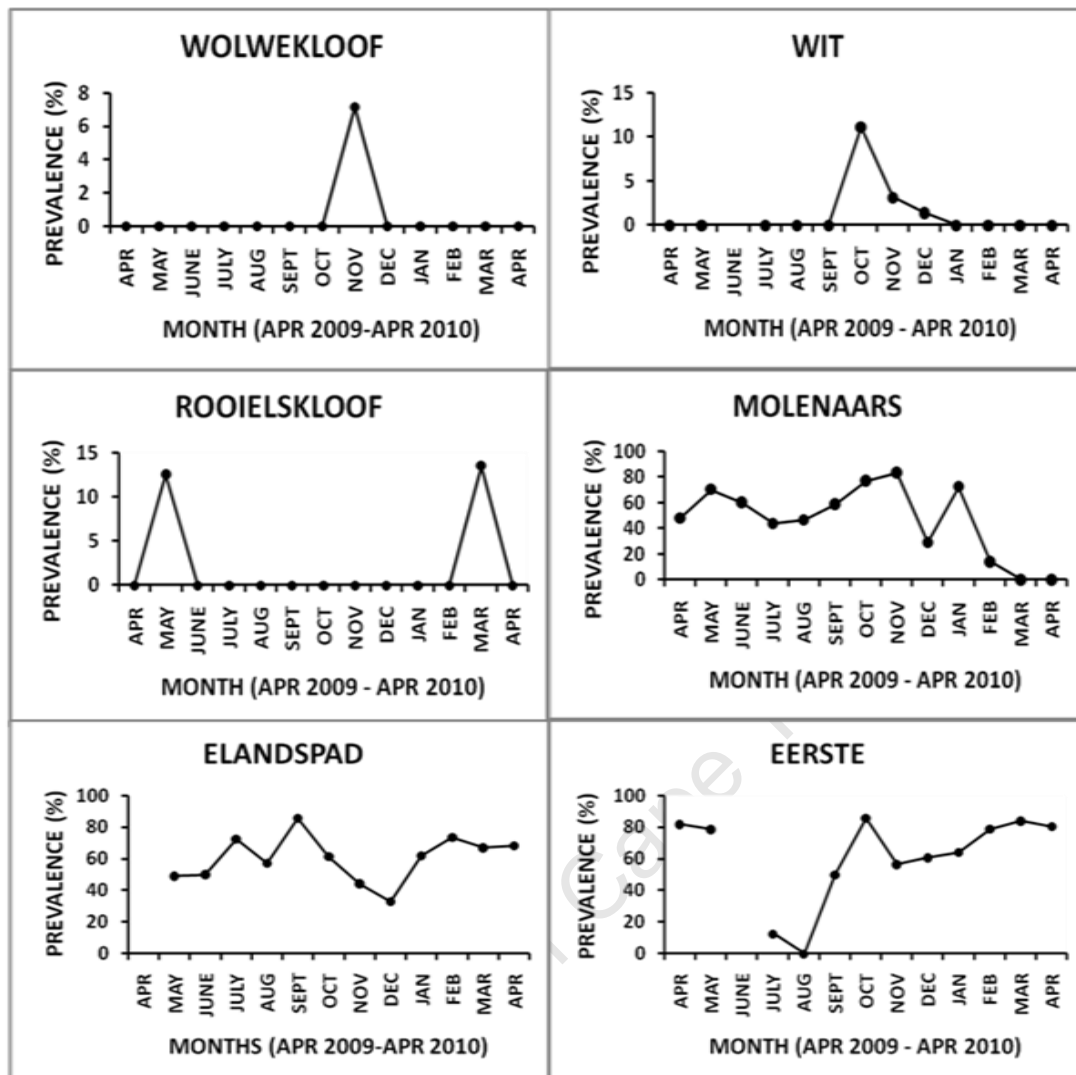 WOLWEKLOOF
PREVALENCE (%)
8
6
4
2
0
APR MAY JUNE JULY AUG SEPT OCT NOV DEC JAN FEB MAR APR
MONTH (APR 2009-APR 2010)
WIT
PREVALENCE (%)
15
10
5
0
APR MAY JUNE JULY AUG SEPT OCT NOV DEC JAN FEB MAR APR
MONTH (APR 2009 - APR 2010)
ROOIELSKLOOF
PREVALENCE (%)
15
10
5
0
APR MAY JUNE JULY AUG SEPT OCT NOV DEC JAN FEB MAR APR
MONTH (APR 2009 - APR 2010)
MOLENAARS
PREVALENCE (%)
100
80
60
40
20
0
APR MAY JUNE JULY AUG SEPT OCT NOV DEC JAN FEB MAR APR
MONTH (APR 2009 - APR 2010)
ELANDSPAD
PREVALENCE (%)
100
80
60
40
20
0
APR MAY JUNE JULY AUG SEPT OCT NOV DEC JAN FEB MAR APR
MONTHS (APR 2009-APR 2010)
EERSTE
PREVALENCE (%)
100
80
60
40
20
0
APR MAY JUNE JULY AUG SEPT OCT NOV DEC JAN FEB MAR APR
MONTH (APR 2009 - APR 2010)
Cape